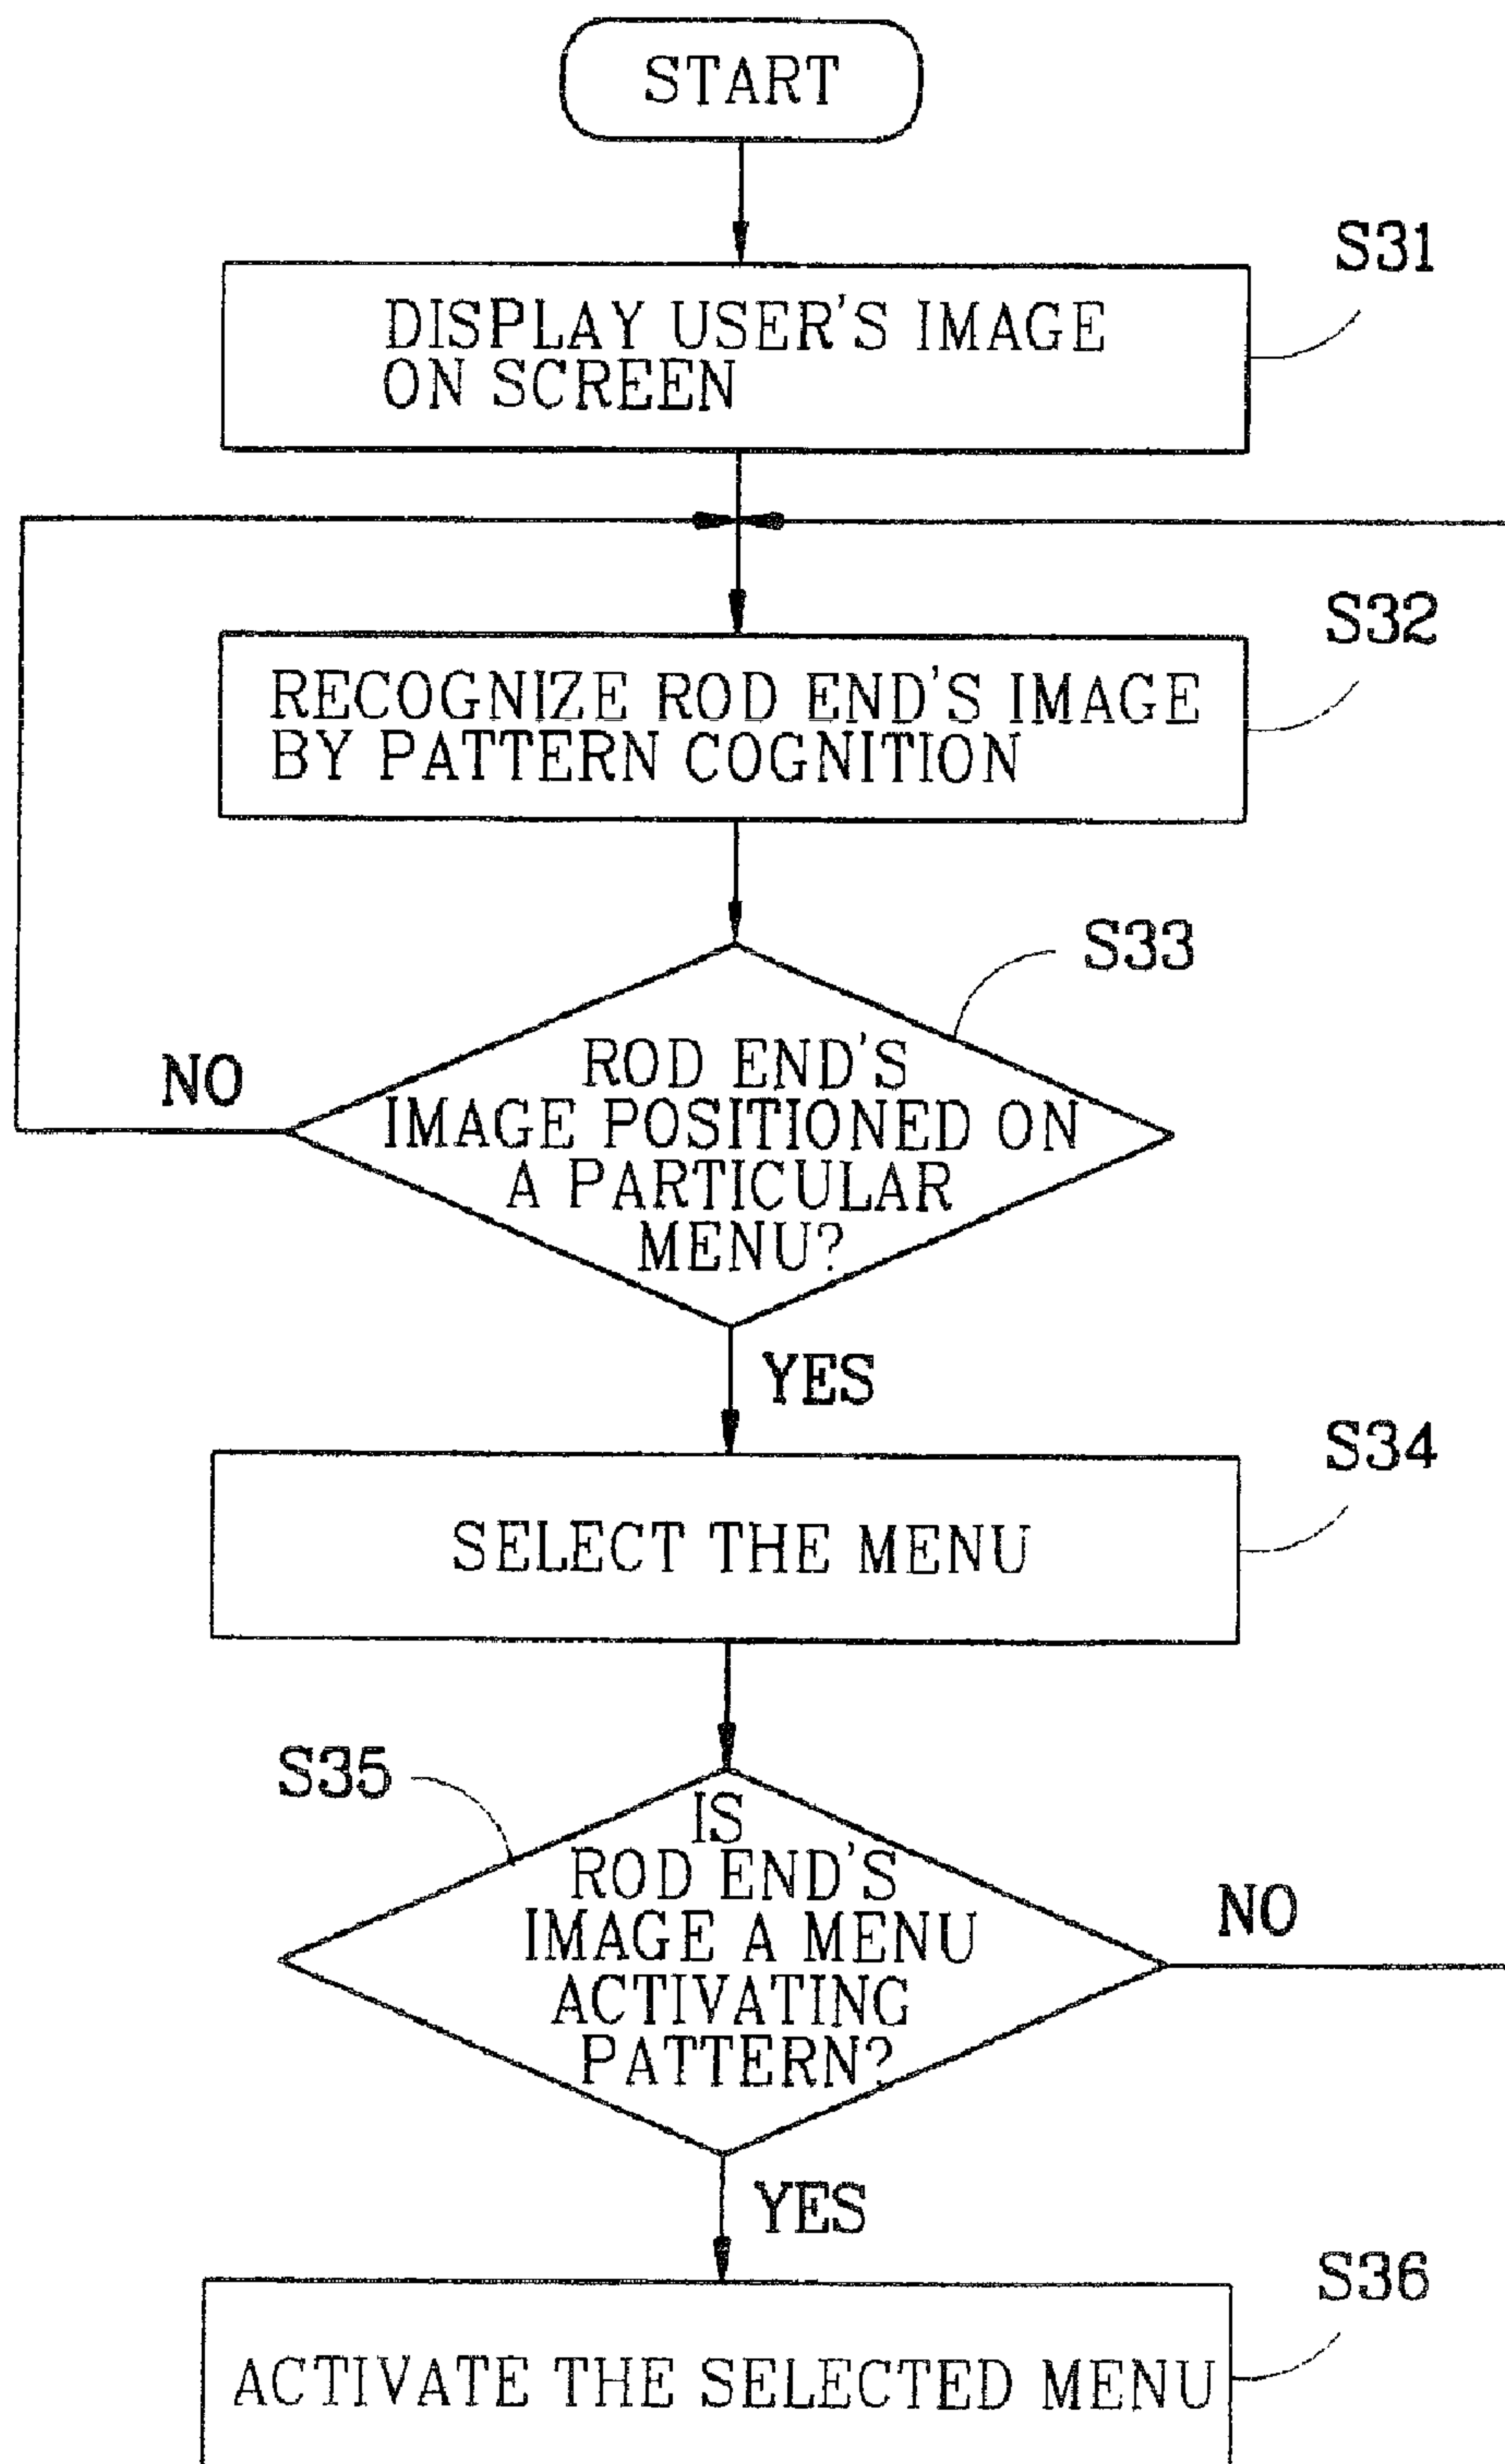 START
S31
DISPLAY USER'S IMAGE
ON SCREEN
S32
RECOGNIZE ROD END'S IMAGE
BY PATTERN COGNITION
S33
ROD END'S
IMAGE POSITIONED ON
A PARTICULAR
MENU?
NO
YES
S34
SELECT THE MENU
S35
IS
ROD END'S
IMAGE A MENU
ACTIVATING
PATTERN?
NO
YES
S36
ACTIVATE THE SELECTED MENU